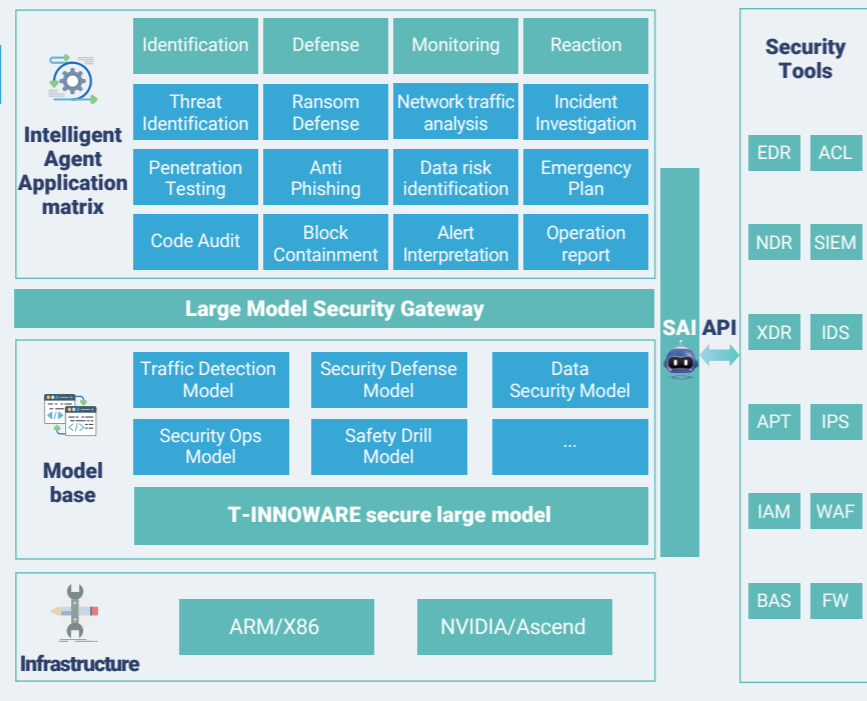 Identification
Defense
Monitoring
Reaction
Intelligent
Agent
Application
matrix
Threat
Identification
Ransom
Defense
Network traffic
analysis
Incident
Investigation
Penetration
Testing
Anti
Phishing
Data risk
identification
Emergency
Plan
Code Audit
Block
Containment
Alert
Interpretation
Operation
report
Large Model Security Gateway
Model
base
Traffic Detection
Model
Security Defense
Model
Data
Security Model
Security Ops
Model
Safety Drill
Model
...
T-INNOWARE secure large model
Infrastructure
ARM/X86
NVIDIA/Ascend
SAI
API
Security
Tools
EDR
ACL
NDR
SIEM
XDR
IDS
APT
IPS
IAM
WAF
BAS
FW